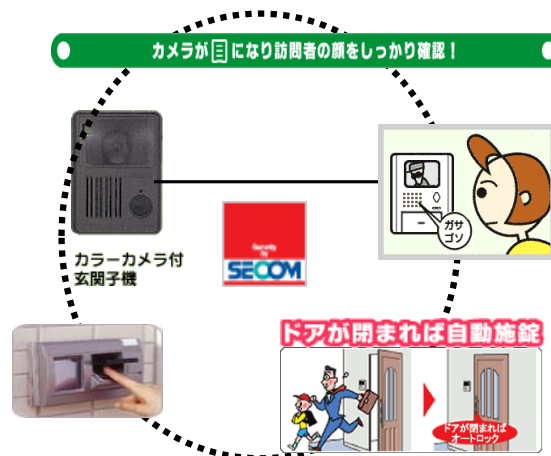 カメラが目になり訪問者の顔をしっかり確認！
ガサ
ゴソ
カラーカメラ付
玄関子機
Security
by
SECOM
ドアが閉まれば自動施錠
ドアが閉まれば
オートロック